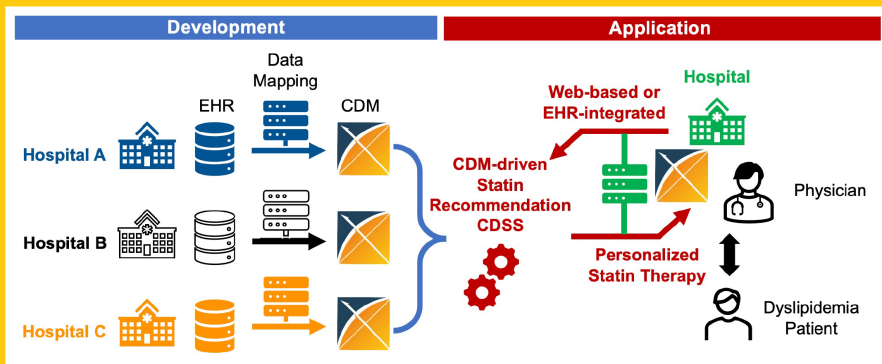 Development
Application
Data
Mapping
EHR
CDM
Hospital A
Hospital B
Hospital C
Hospital
Web-based or
EHR-integrated
CDM-driven
Statin
Recommendation
CDSS
Personalized
Statin Therapy
Physician
Dyslipidemia
Patient